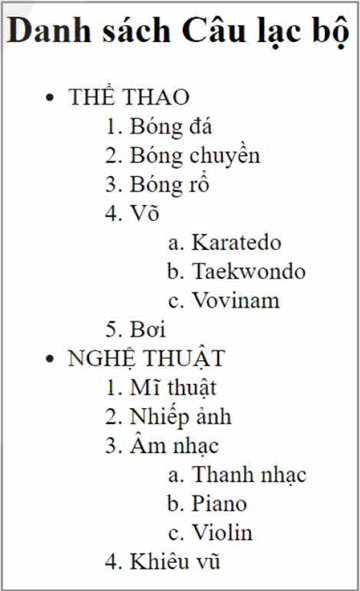 Danh sách Câu lạc bộ
• THỂ THAO
1. Bóng đá
2. Bóng chuyền
3. Bóng rổ
4. Võ
a. Karatedo
b. Taekwondo
c. Vovinam
5. Bơi
• NGHỆ THUẬT
1. Mĩ thuật
2. Nhiếp ảnh
3. Âm nhạc
a. Thanh nhạc
b. Piano
c. Violin
4. Khiêu vũ